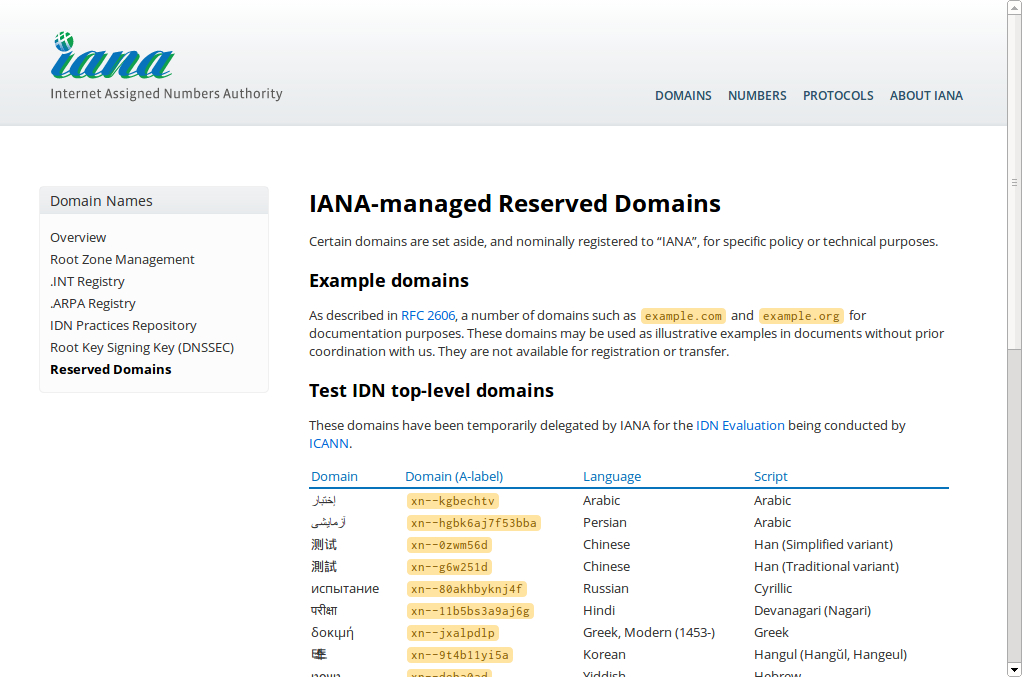 iana
Internet Assigned Numbers Authority
DOMAINS NUMBERS PROTOCOLS ABOUT IANA
Domain Names
Overview
Root Zone Management
.INT Registry
.ARPA Registry
IDN Practices Repository
Root Key Signing Key (DNSSEC)
Reserved Domains
IANA-managed Reserved Domains
Certain domains are set aside, and nominally registered to “IANA”, for specific policy or technical purposes.
Example domains
As described in RFC 2606, a number of domains such as example.com and example.org for
documentation purposes. These domains may be used as illustrative examples in documents without prior
coordination with us. They are not available for registration or transfer.
Test IDN top-level domains
These domains have been temporarily delegated by IANA for the IDN Evaluation being conducted by
ICANN.
Domain Domain (A-label) Language Script
إختبار xn--kgbechtv Arabic Arabic
آزمایشی xn--hgbk6aj7f53bba Persian Arabic
测试 xn--0zwm56d Chinese Han (Simplified variant)
測試 xn--g6w251d Chinese Han (Traditional variant)
испытание xn--80akhbyknj4f Russian Cyrillic
परीक्षा xn--11b5bs3a9aj6g Hindi Devanagari (Nagari)
δοκιμή xn--jxalpdlp Greek, Modern (1453-) Greek
xn--9t4b11yi5a Korean Hangul (Hangŭl, Hangeul)
xn--deba0ad Yiddish Hebrew